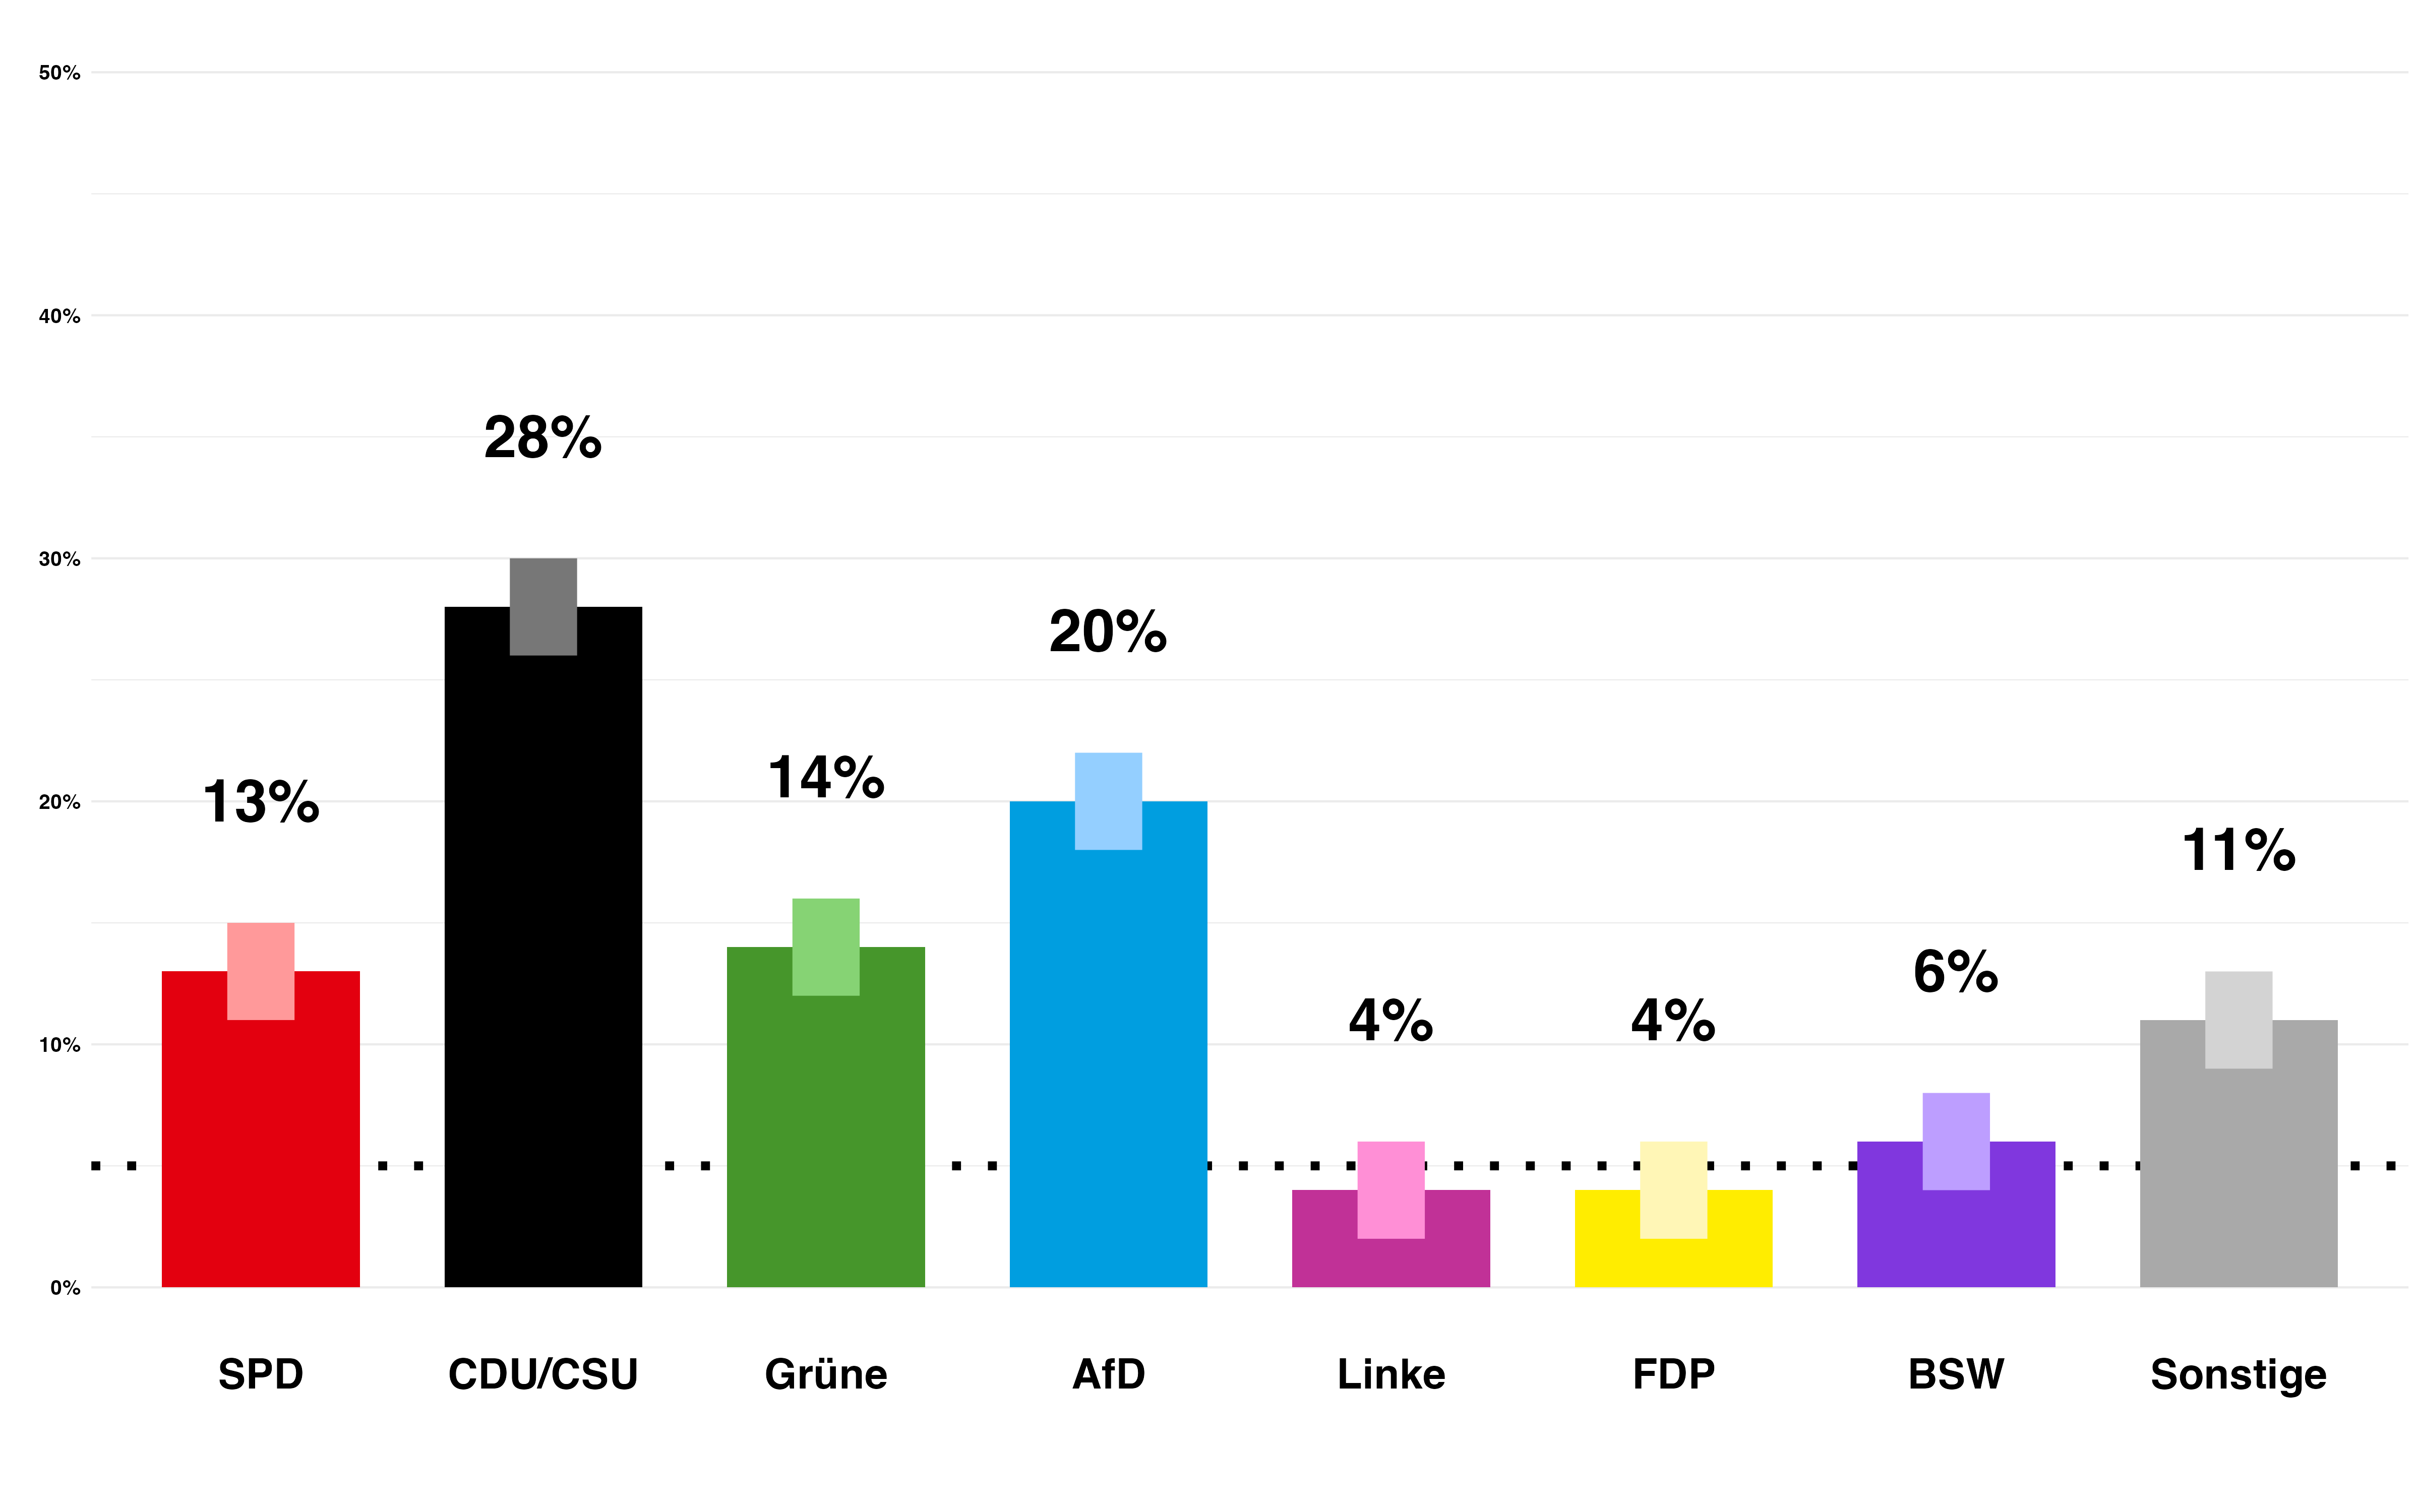 50%
40%
30%
20%
10%
0%
13%
28%
14%
20%
4%
4%
6%
11%
SPD
CDU/CSU
Grüne
AfD
Linke
FDP
BSW
Sonstige